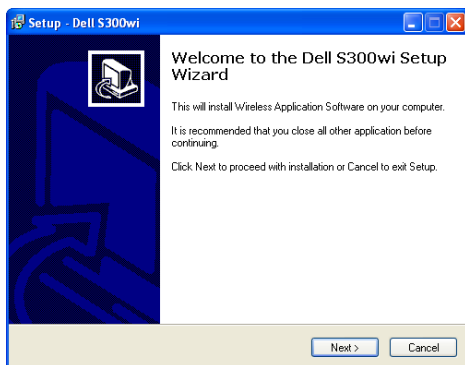 Setup - Dell S300wi
Welcome to the Dell S300wi Setup
Wizard
This will install Wireless Application Software on your computer.
It is recommended that you close all other application before
continuing.
Click Next to proceed with installation or Cancel to exit Setup.
Next >
Cancel